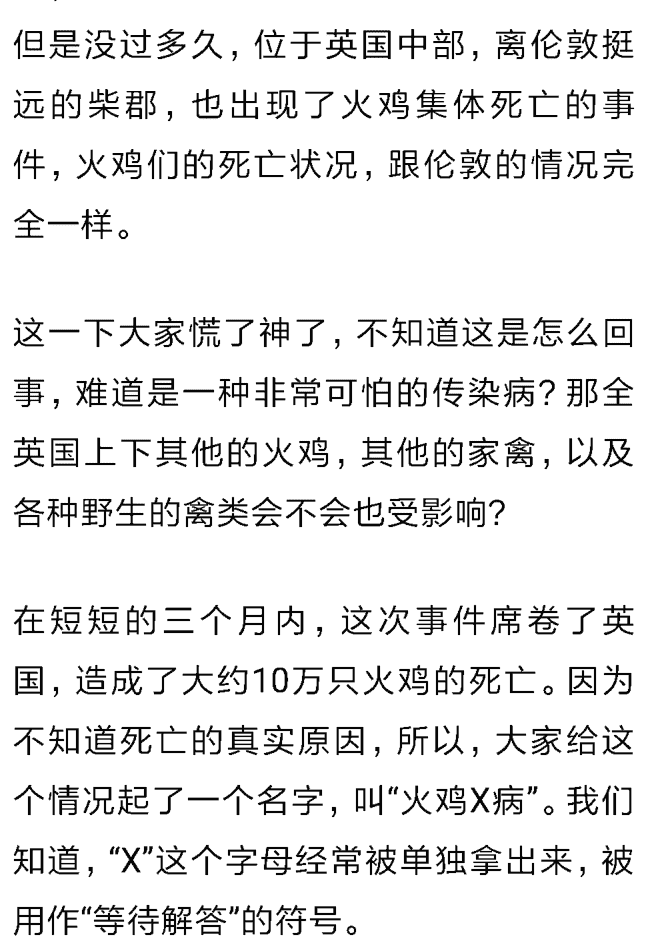 但是没过多久，位于英国中部，离伦敦挺
远的柴郡，也出现了火鸡集体死亡的事
件，火鸡们的死亡状况，跟伦敦的情况完
全一样。
这一下大家慌了神了，不知道这是怎么回
事，难道是一种非常可怕的传染病？那全
英国上下其他的火鸡，其他的家禽，以及
各种野生的禽类会不会也受影响？
在短短的三个月内，这次事件席卷了英
国，造成了大约10万只火鸡的死亡。因为
不知道死亡的真实原因，所以，大家给这
个情况起了一个名字，叫“火鸡X病”。我们
知道，“X”这个字母经常被单独拿出来，被
用作“等待解答”的符号。